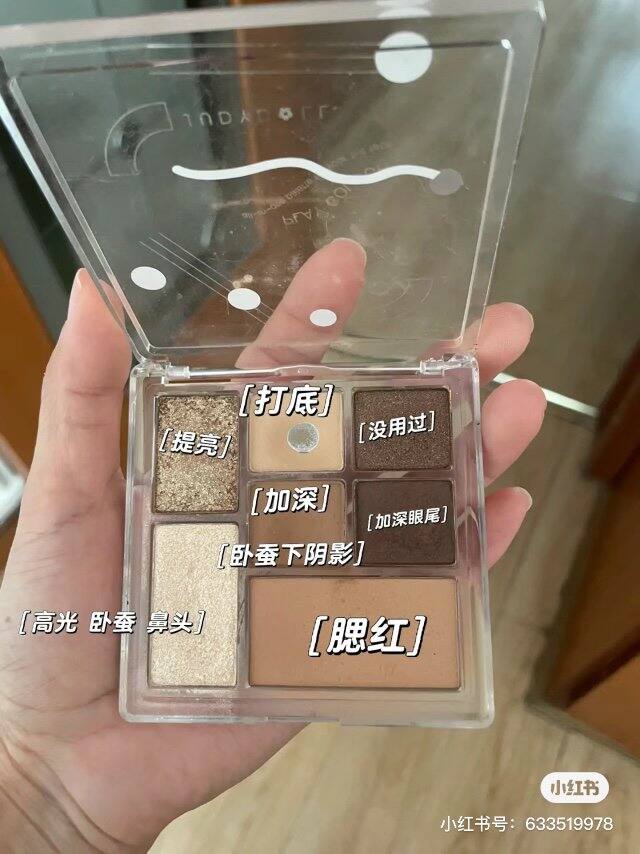 JUDYDOLL
[打底]
[提亮]
[没用过]
[加深]
[加深眼尾]
[卧蚕下阴影]
[高光 卧蚕 鼻头]
[腮红]
小红书
小红书号：633519978